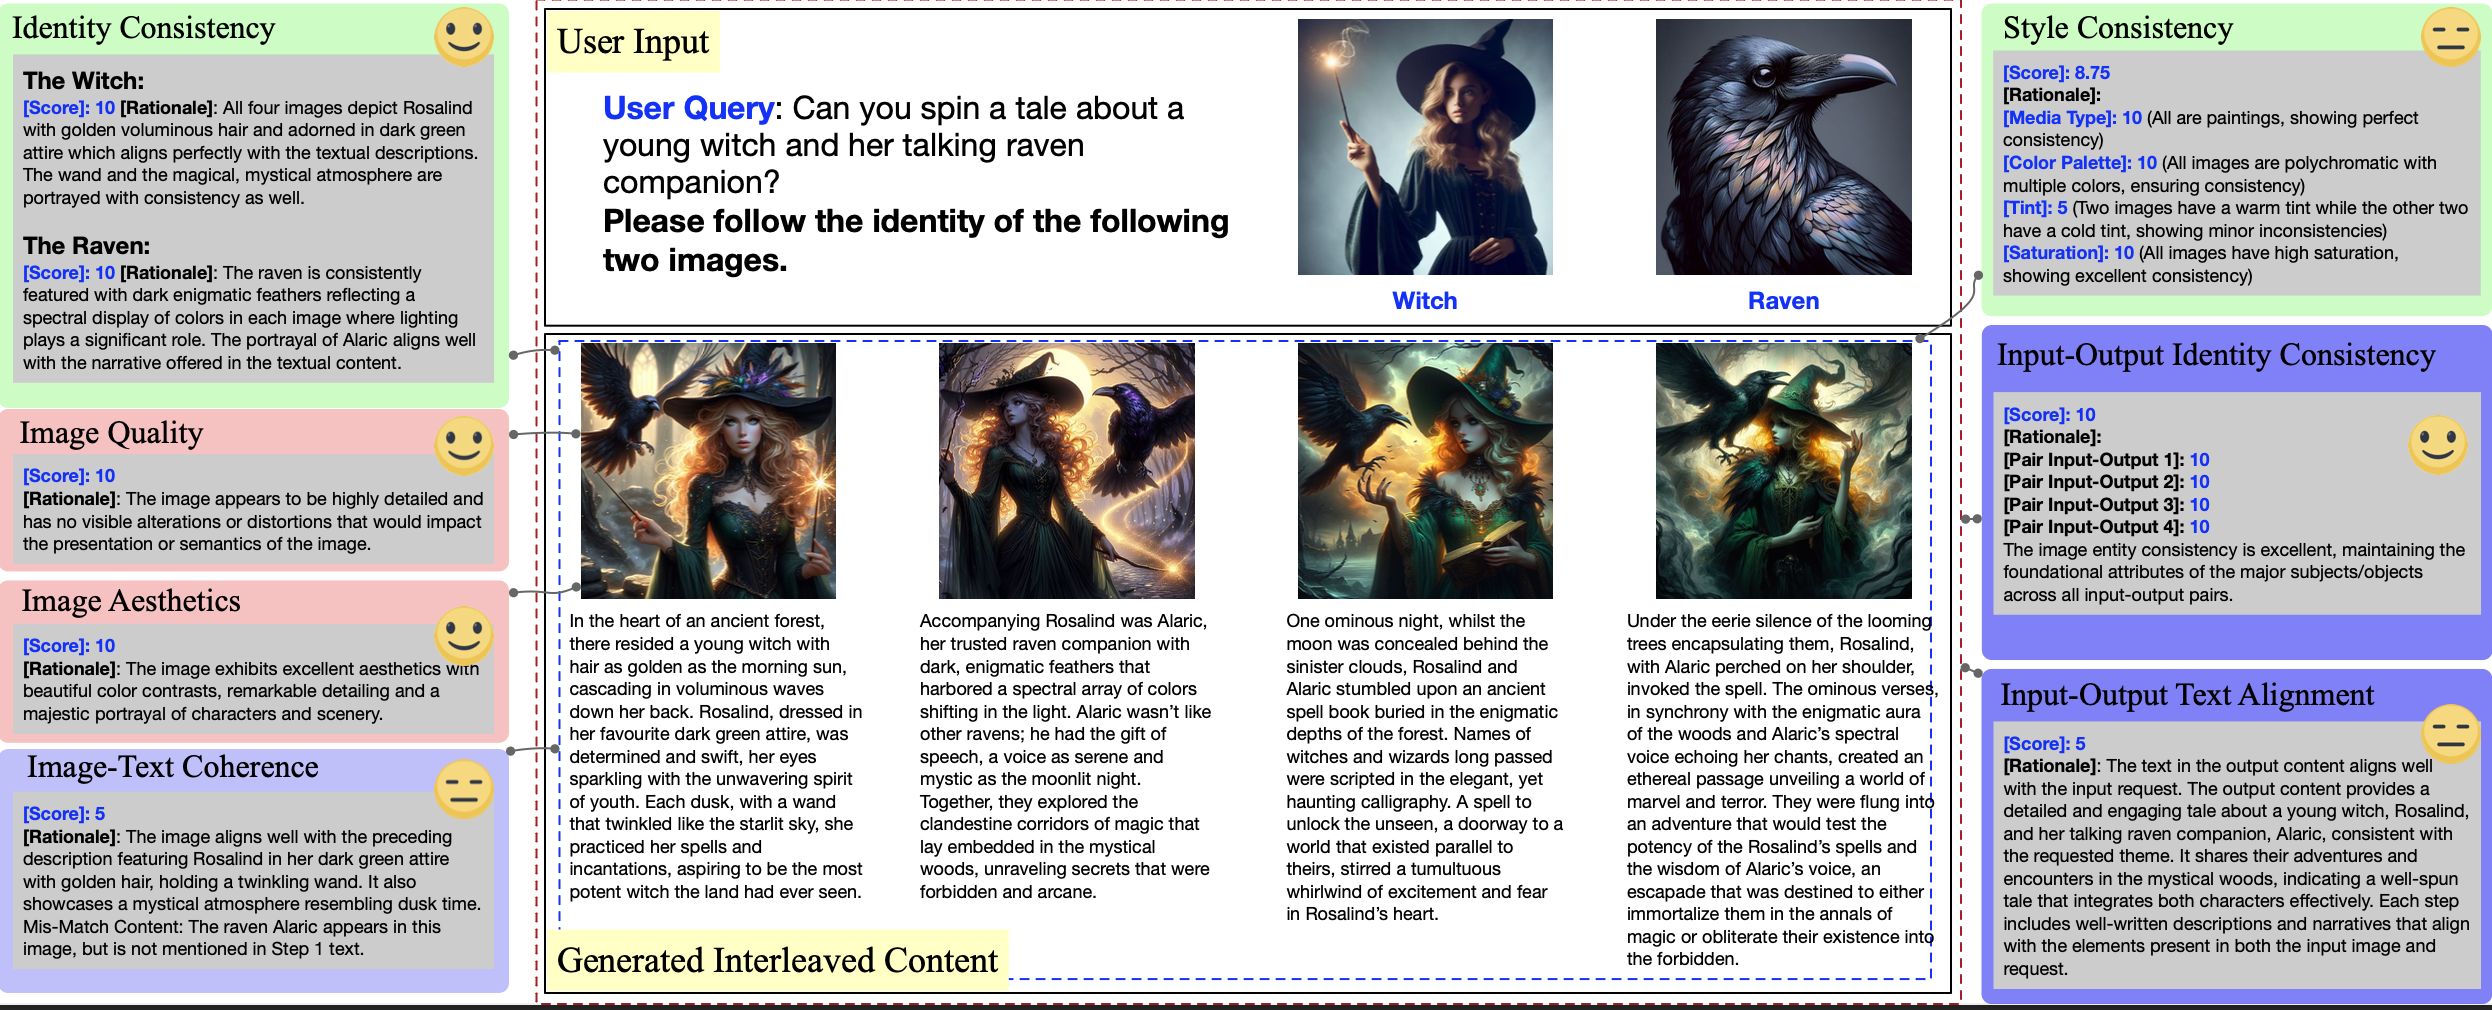 Identity Consistency
The Witch:
[Score]: 10 [Rationale]: All four images depict Rosalind
with golden voluminous hair and adorned in dark green
attire which aligns perfectly with the textual descriptions.
The wand and the magical, mystical atmosphere are
portrayed with consistency as well.
The Raven:
[Score]: 10 [Rationale]: The raven is consistently
featured with dark enigmatic feathers reflecting a
spectral display of colors in each image where lighting
plays a significant role. The portrayal of Alaric aligns well
with the narrative offered in the textual content.
Image Quality
[Score]: 10
[Rationale]: The image appears to be highly detailed and
has no visible alterations or distortions that would impact
the presentation or semantics of the image.
Image Aesthetics
[Score]: 10
[Rationale]: The image exhibits excellent aesthetics with
beautiful color contrasts, remarkable detailing and a
majestic portrayal of characters and scenery.
Image-Text Coherence
[Score]: 5
[Rationale]: The image aligns well with the preceding
description featuring Rosalind in her dark green attire
with golden hair, holding a twinkling wand. It also
showcases a mystical atmosphere resembling dusk time.
Mis-Match Content: The raven Alaric appears in this
image, but is not mentioned in Step 1 text.
User Input
User Query: Can you spin a tale about a
young witch and her talking raven
companion?
Please follow the identity of the following
two images.
Witch
Raven
In the heart of an ancient forest,
there resided a young witch with
hair as golden as the morning sun,
cascading in voluminous waves
down her back. Rosalind, dressed in
her favourite dark green attire, was
determined and swift, her eyes
sparkling with the unwavering spirit
of youth. Each dusk, with a wand
that twinkled like the starlit sky, she
practiced her spells and
incantations, aspiring to be the most
potent witch the land had ever seen.
Accompanying Rosalind was Alaric,
her trusted raven companion with
dark, enigmatic feathers that
harbored a spectral array of colors
shifting in the light. Alaric wasn't like
other ravens; he had the gift of
speech, a voice as serene and
mystic as the moonlit night.
Together, they explored the
clandestine corridors of magic that
lay embedded in the mystical
woods, unraveling secrets that were
forbidden and arcane.
One ominous night, whilst the
moon was concealed behind the
sinister clouds, Rosalind and
Alaric stumbled upon an ancient
spell book buried in the enigmatic
depths of the forest. Names of
witches and wizards long passed
were scripted in the elegant, yet
haunting calligraphy. A spell to
unlock the unseen, a doorway to a
world that existed parallel to
theirs, stirred a tumultuous
whirlwind of excitement and fear
in Rosalind's heart.
Under the eerie silence of the looming
trees encapsulating them, Rosalind,
with Alaric perched on her shoulder,
invoked the spell. The ominous verses,
in synchrony with the enigmatic aura
of the woods and Alaric's spectral
voice echoing her chants, created an
ethereal passage unveiling a world of
marvel and terror. They were flung into
an adventure that would test the
potency of the Rosalind's spells and
the wisdom of Alaric's voice, an
escapade that was destined to either
immortalize them in the annals of
magic or obliterate their existence into
the forbidden.
Generated Interleaved Content
Style Consistency
[Score]: 8.75
[Rationale]:
[Media Type]: 10 (All are paintings, showing perfect
consistency)
[Color Palette]: 10 (All images are polychromatic with
multiple colors, ensuring consistency)
[Tint]: 5 (Two images have a warm tint while the other two
have a cold tint, showing minor inconsistencies)
[Saturation]: 10 (All images have high saturation,
showing excellent consistency)
Input-Output Identity Consistency
[Score]: 10
[Rationale]:
[Pair Input-Output 1]: 10
[Pair Input-Output 2]: 10
[Pair Input-Output 3]: 10
[Pair Input-Output 4]: 10
The image entity consistency is excellent, maintaining the
foundational attributes of the major subjects/objects
across all input-output pairs.
Input-Output Text Alignment
[Score]: 5
[Rationale]: The text in the output content aligns well
with the input request. The output content provides a
detailed and engaging tale about a young witch, Rosalind,
and her talking raven companion, Alaric, consistent with
the requested theme. It shares their adventures and
encounters in the mystical woods, indicating a well-spun
tale that integrates both characters effectively. Each step
includes well-written descriptions and narratives that align
with the elements present in both the input image and
request.